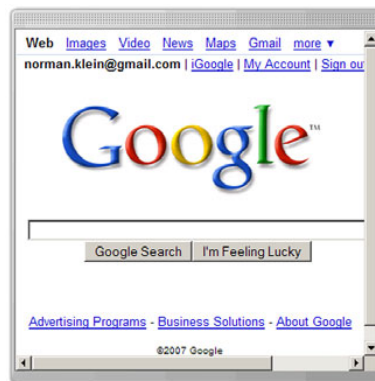 Web Images Video News Maps Gmail more ▼
norman.klein@gmail.com | iGoogle | My Account | Sign ou
Google™
Google Search I'm Feeling Lucky
Advertising Programs - Business Solutions - About Google
©2007 Google